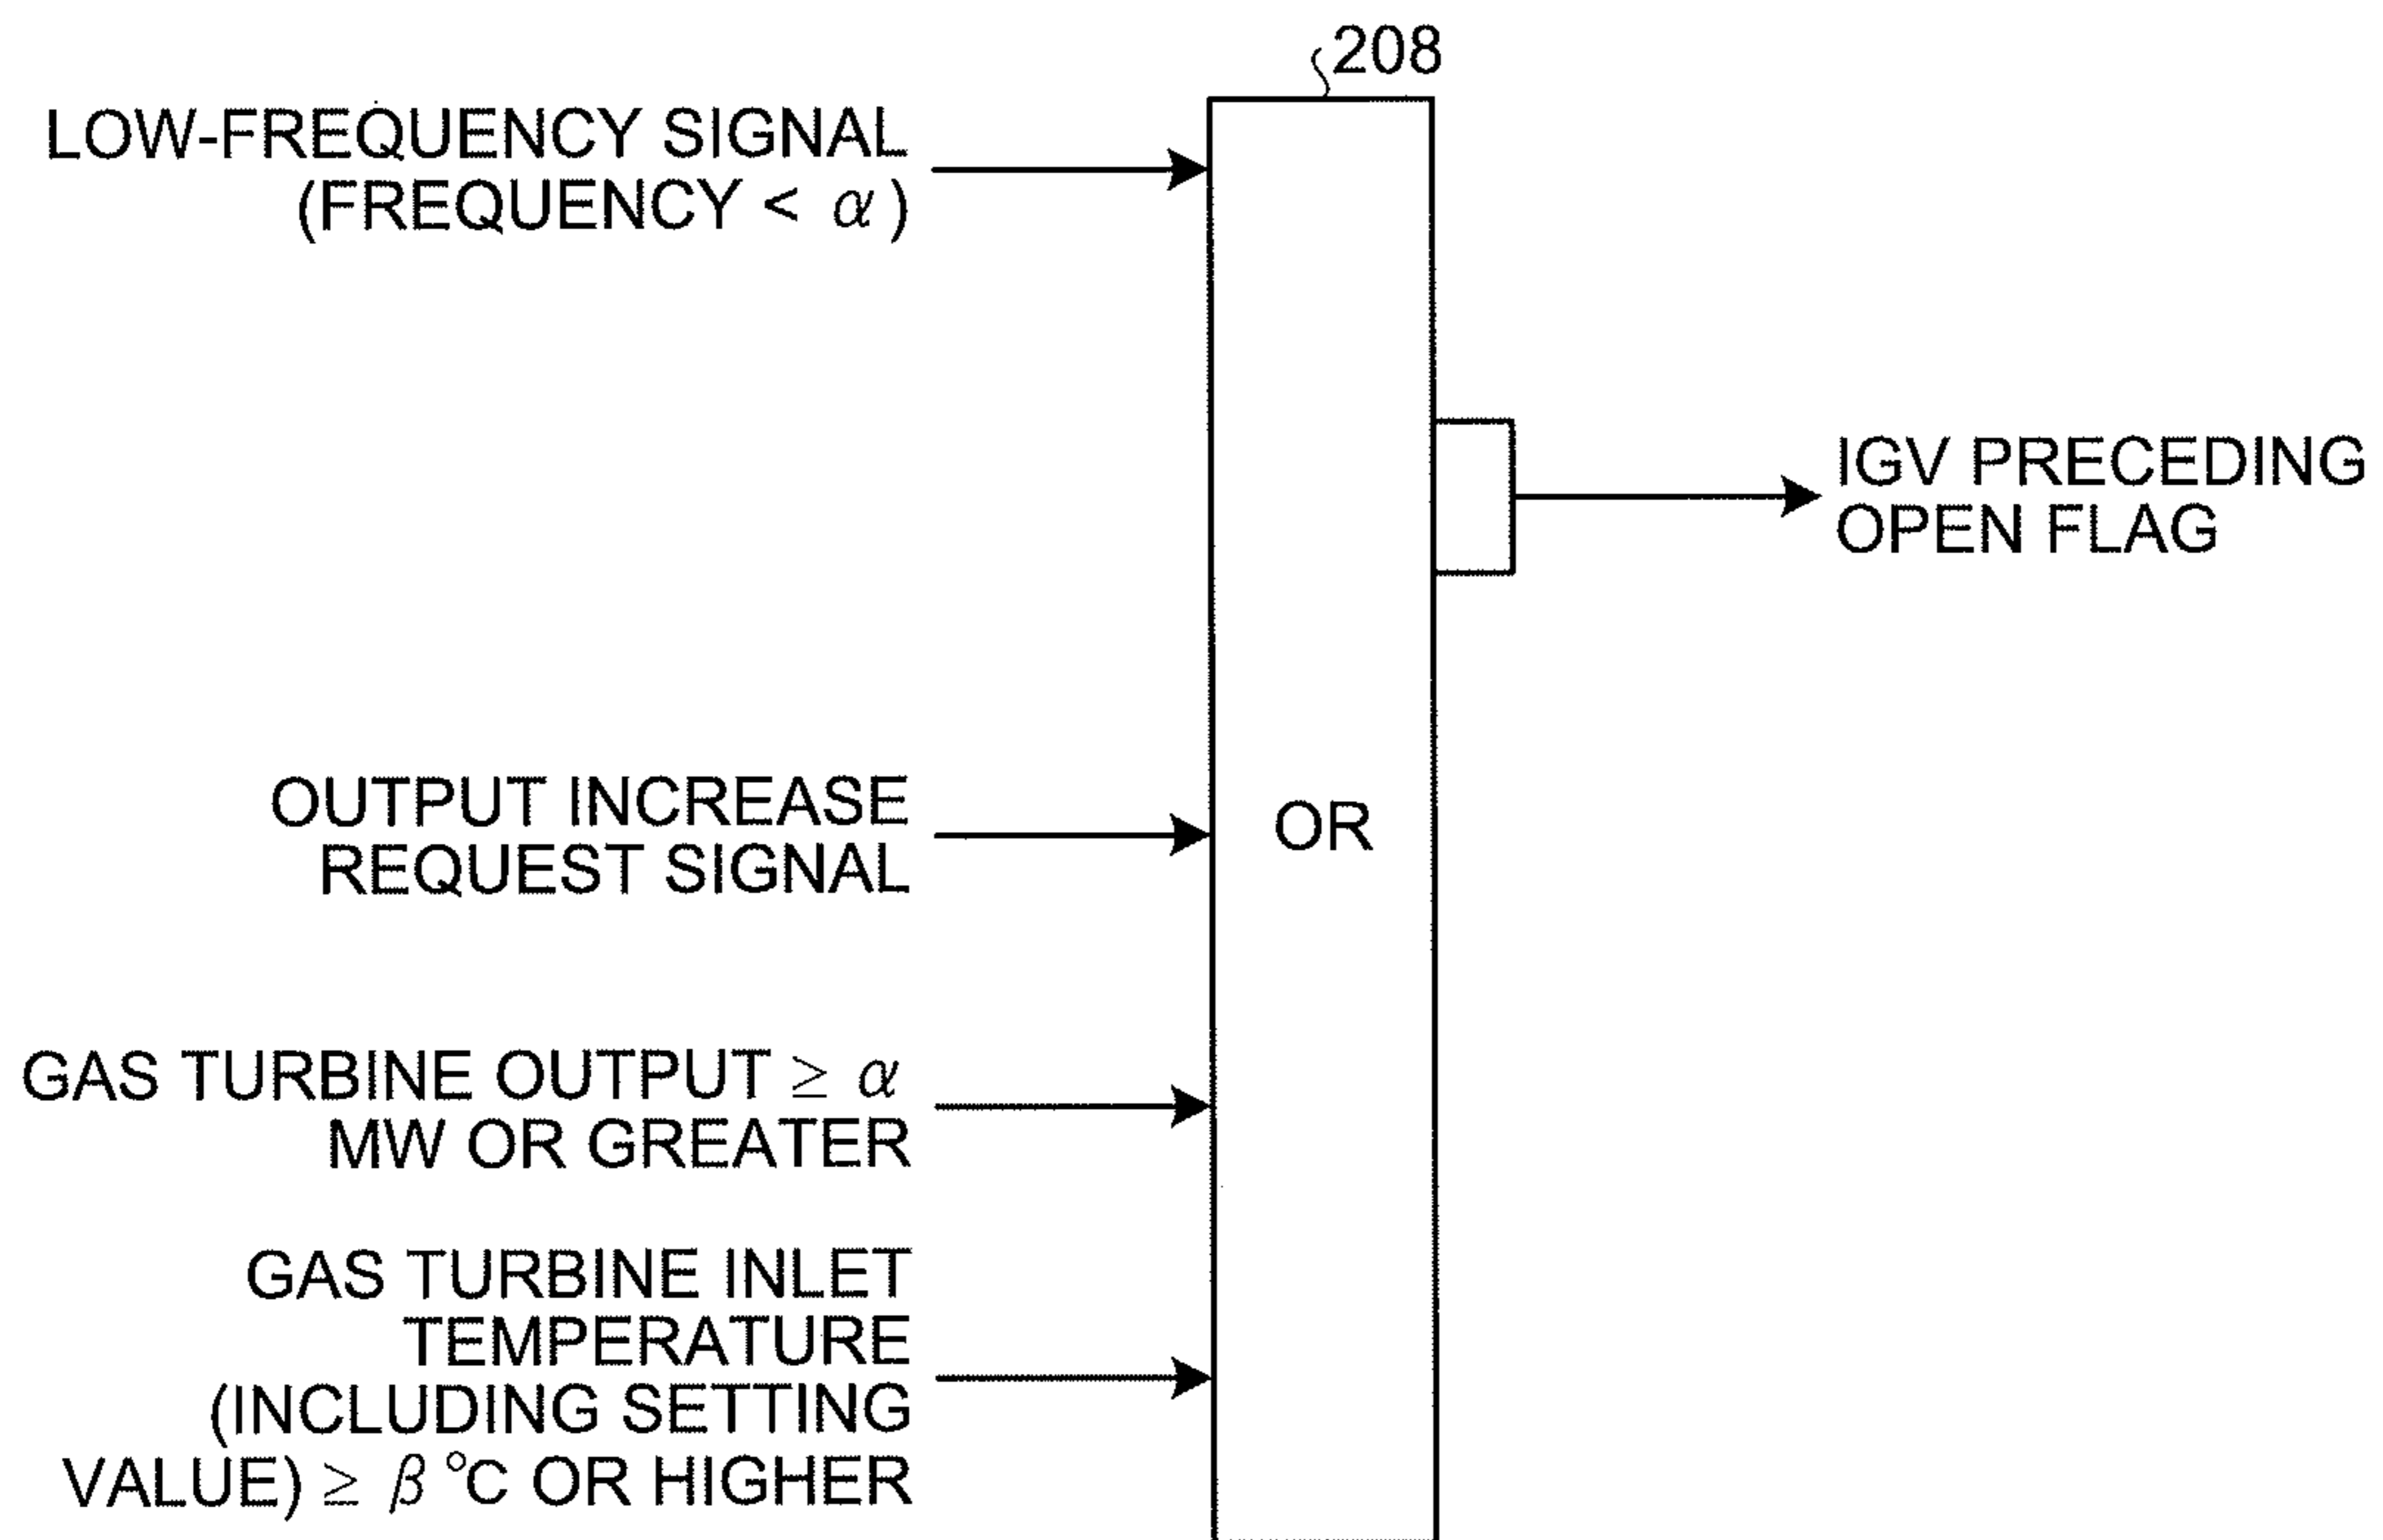 208
LOW-FREQUENCY SIGNAL
(FREQUENCY < α)
IGV PRECEDING
OPEN FLAG
OUTPUT INCREASE
REQUEST SIGNAL
OR
GAS TURBINE OUTPUT ≥ α
MW OR GREATER
GAS TURBINE INLET
TEMPERATURE
(INCLUDING SETTING
VALUE) ≥ β °C OR HIGHER